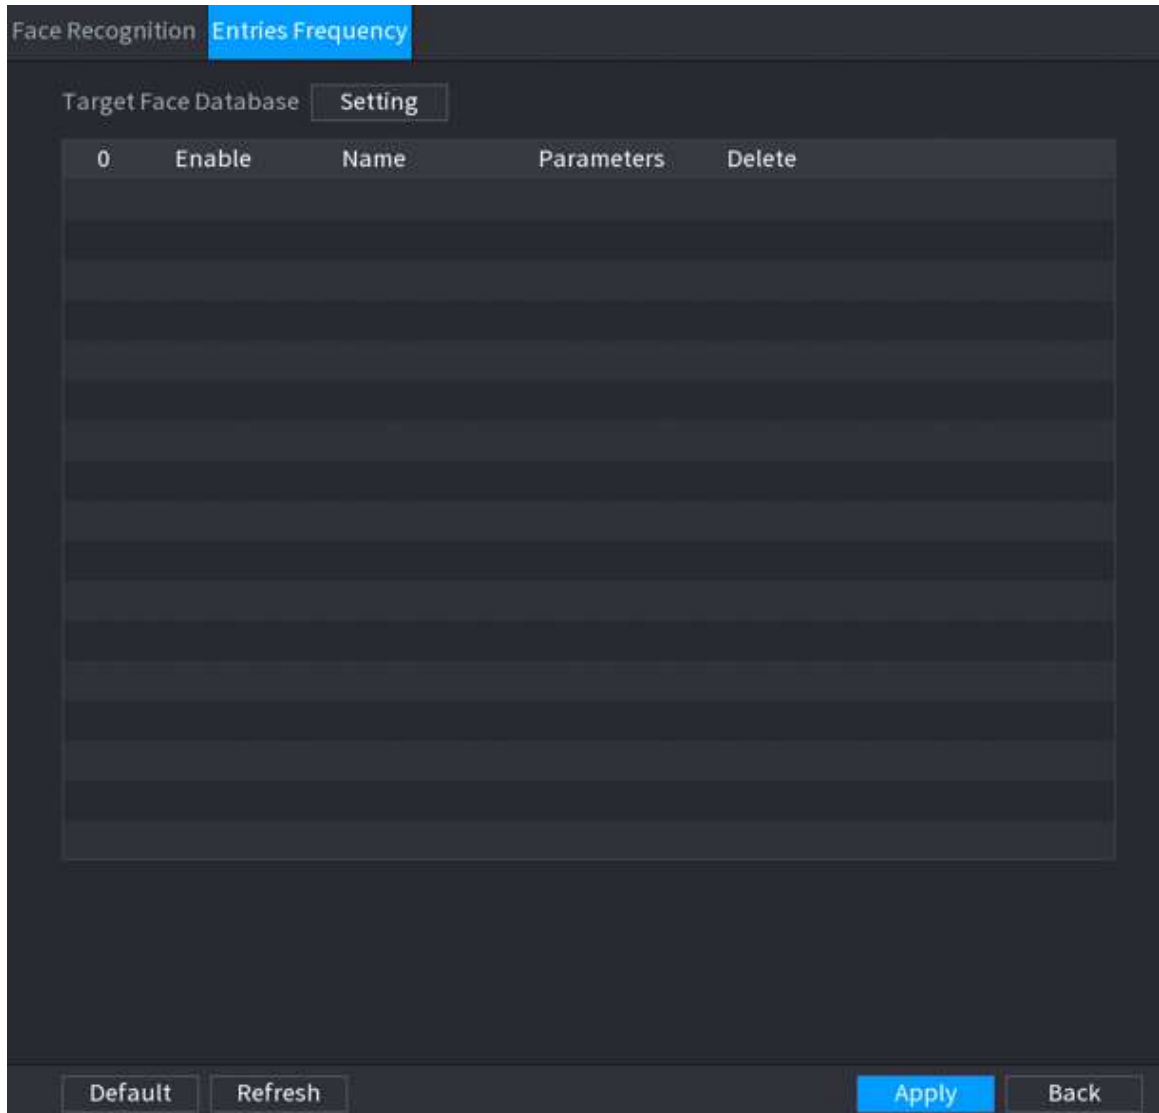 Face Recognition Entries Frequency
Target Face Database Setting
0 Enable Name Parameters Delete
Default Refresh Apply Back